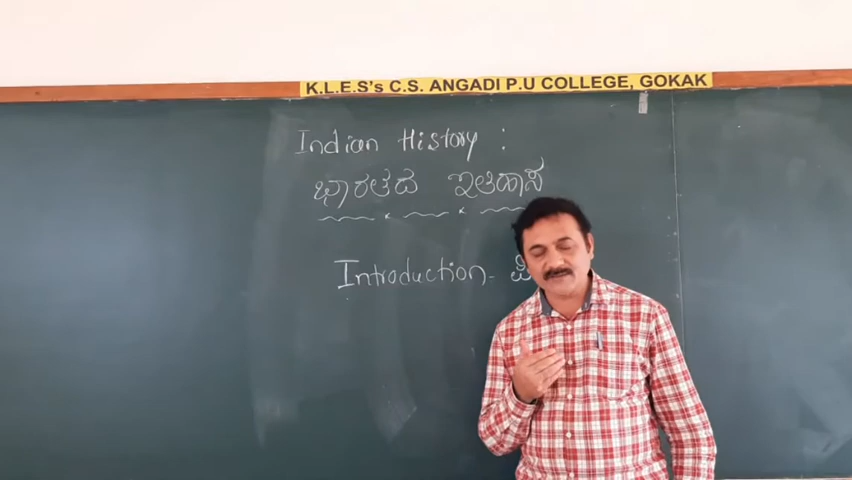 K.L.E.S's C.S. ANGADI P.U COLLEGE, GOKAK
Indian History :
ಭಾರತದ ಇತಿಹಾಸ
Introduction -